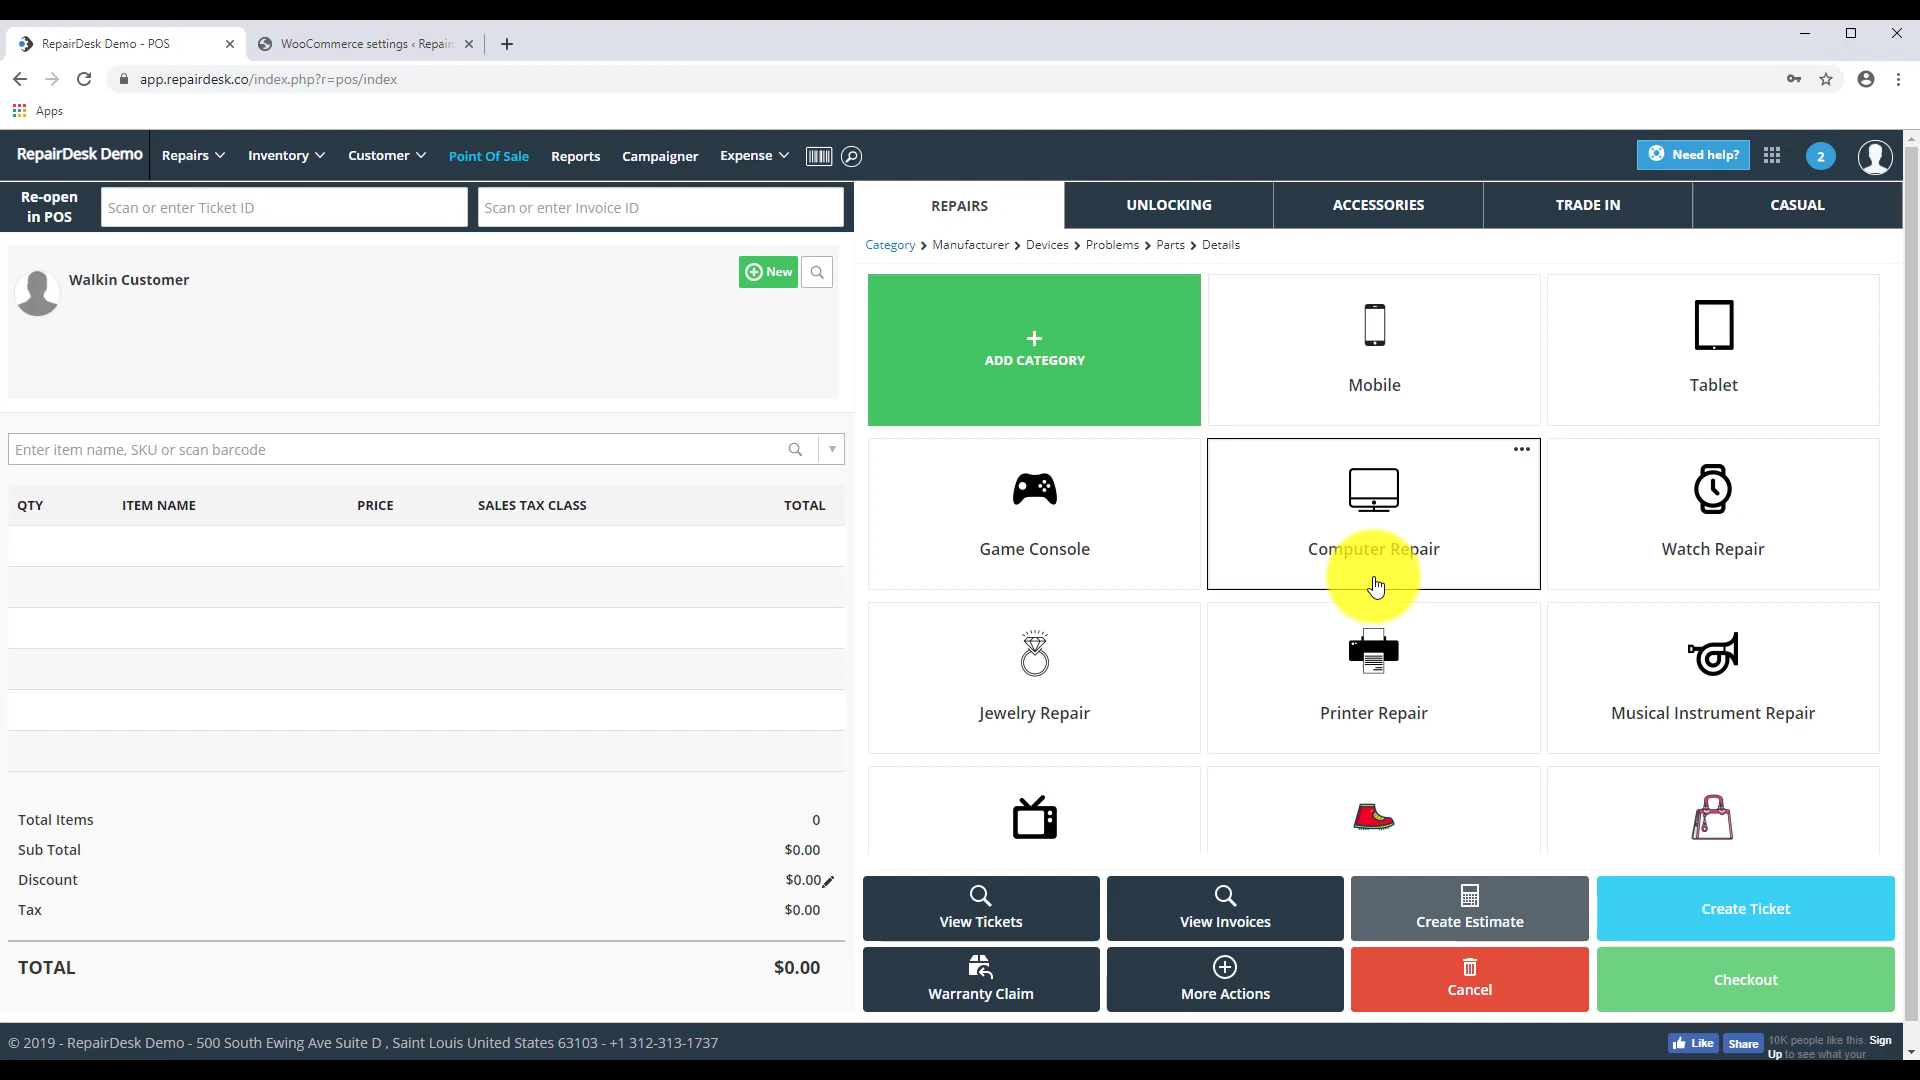 RepairDesk Demo - POS
WooCommerce settings ‹ Repair
app.repairdesk.co/index.php?r=pos/index
Apps
RepairDesk Demo
Repairs
Inventory
Customer
Point Of Sale
Reports
Campaigner
Expense
Need help?
2
Re-open
in POS
Scan or enter Ticket ID
Scan or enter Invoice ID
REPAIRS
UNLOCKING
ACCESSORIES
TRADE IN
CASUAL
Category
Manufacturer
Devices
Problems
Parts
Details
Walkin Customer
New
+
ADD CATEGORY
Mobile
Tablet
Enter item name, SKU or scan barcode
Game Console
Computer Repair
Watch Repair
QTY
ITEM NAME
PRICE
SALES TAX CLASS
TOTAL
Jewelry Repair
Printer Repair
Musical Instrument Repair
Total Items 0
Sub Total $0.00
Discount $0.00
Tax $0.00
TOTAL $0.00
View Tickets
View Invoices
Create Estimate
Create Ticket
Warranty Claim
More Actions
Cancel
Checkout
© 2019 - RepairDesk Demo - 500 South Ewing Ave Suite D , Saint Louis United States 63103 - +1 312-313-1737
Like
Share
10K people like this. Sign
Up to see what your